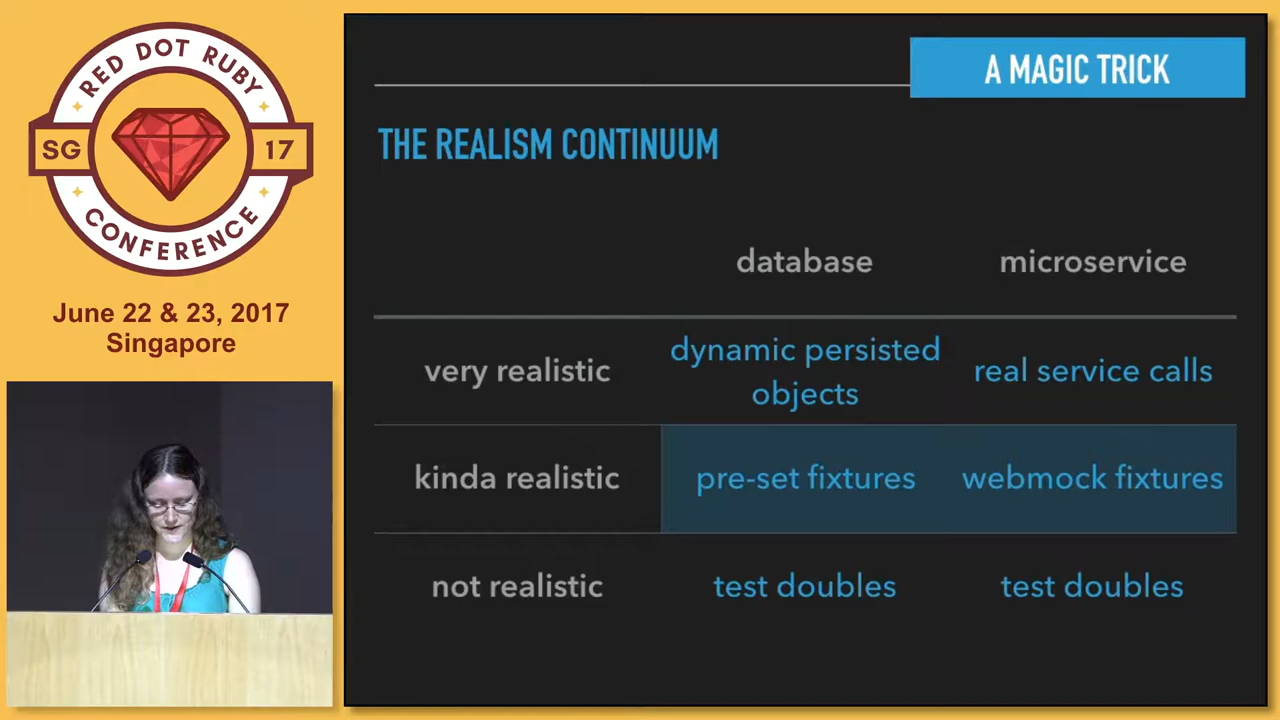 RED DOT RUBY
SG 17
CONFERENCE
June 22 & 23, 2017
Singapore
A MAGIC TRICK
THE REALISM CONTINUUM
database microservice
very realistic dynamic persisted objects real service calls
kinda realistic pre-set fixtures webmock fixtures
not realistic test doubles test doubles